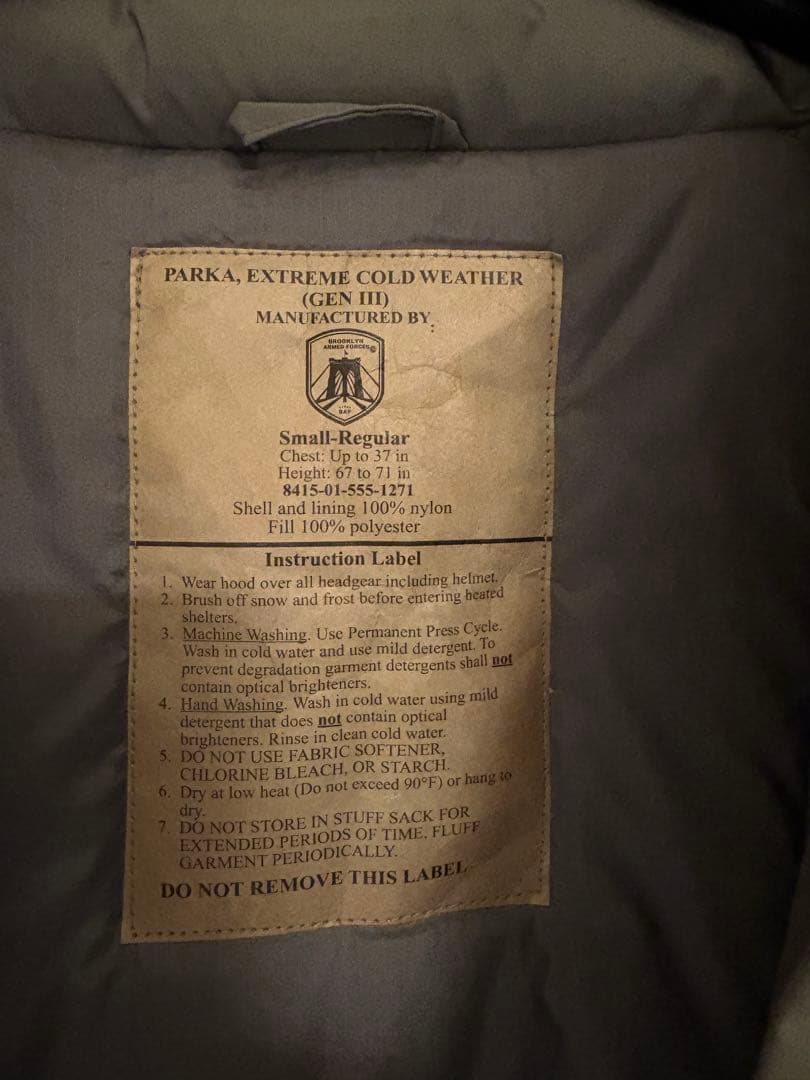 PARKA, EXTREME COLD WEATHER
(GEN III)
MANUFACTURED BY:
BROOKLYN
ARMED FORCES
BAF
Small-Regular
Chest: Up to 37 in
Height: 67 to 71 in
8415-01-555-1271
Shell and lining 100% nylon
Fill 100% polyester
Instruction Label
1. Wear hood over all headgear including helmet.
2. Brush off snow and frost before entering heated
shelters.
3. Machine Washing. Use Permanent Press Cycle.
Wash in cold water and use mild detergent. To
prevent degradation garment detergents shall not
contain optical brighteners.
4. Hand Washing. Wash in cold water using mild
detergent that does not contain optical
brighteners. Rinse in clean cold water.
5. DO NOT USE FABRIC SOFTENER,
CHLORINE BLEACH, OR STARCH.
6. Dry at low heat (Do not exceed 90°F) or hang to
dry.
7. DO NOT STORE IN STUFF SACK FOR
EXTENDED PERIODS OF TIME. FLUFF
GARMENT PERIODICALLY.
DO NOT REMOVE THIS LABEL